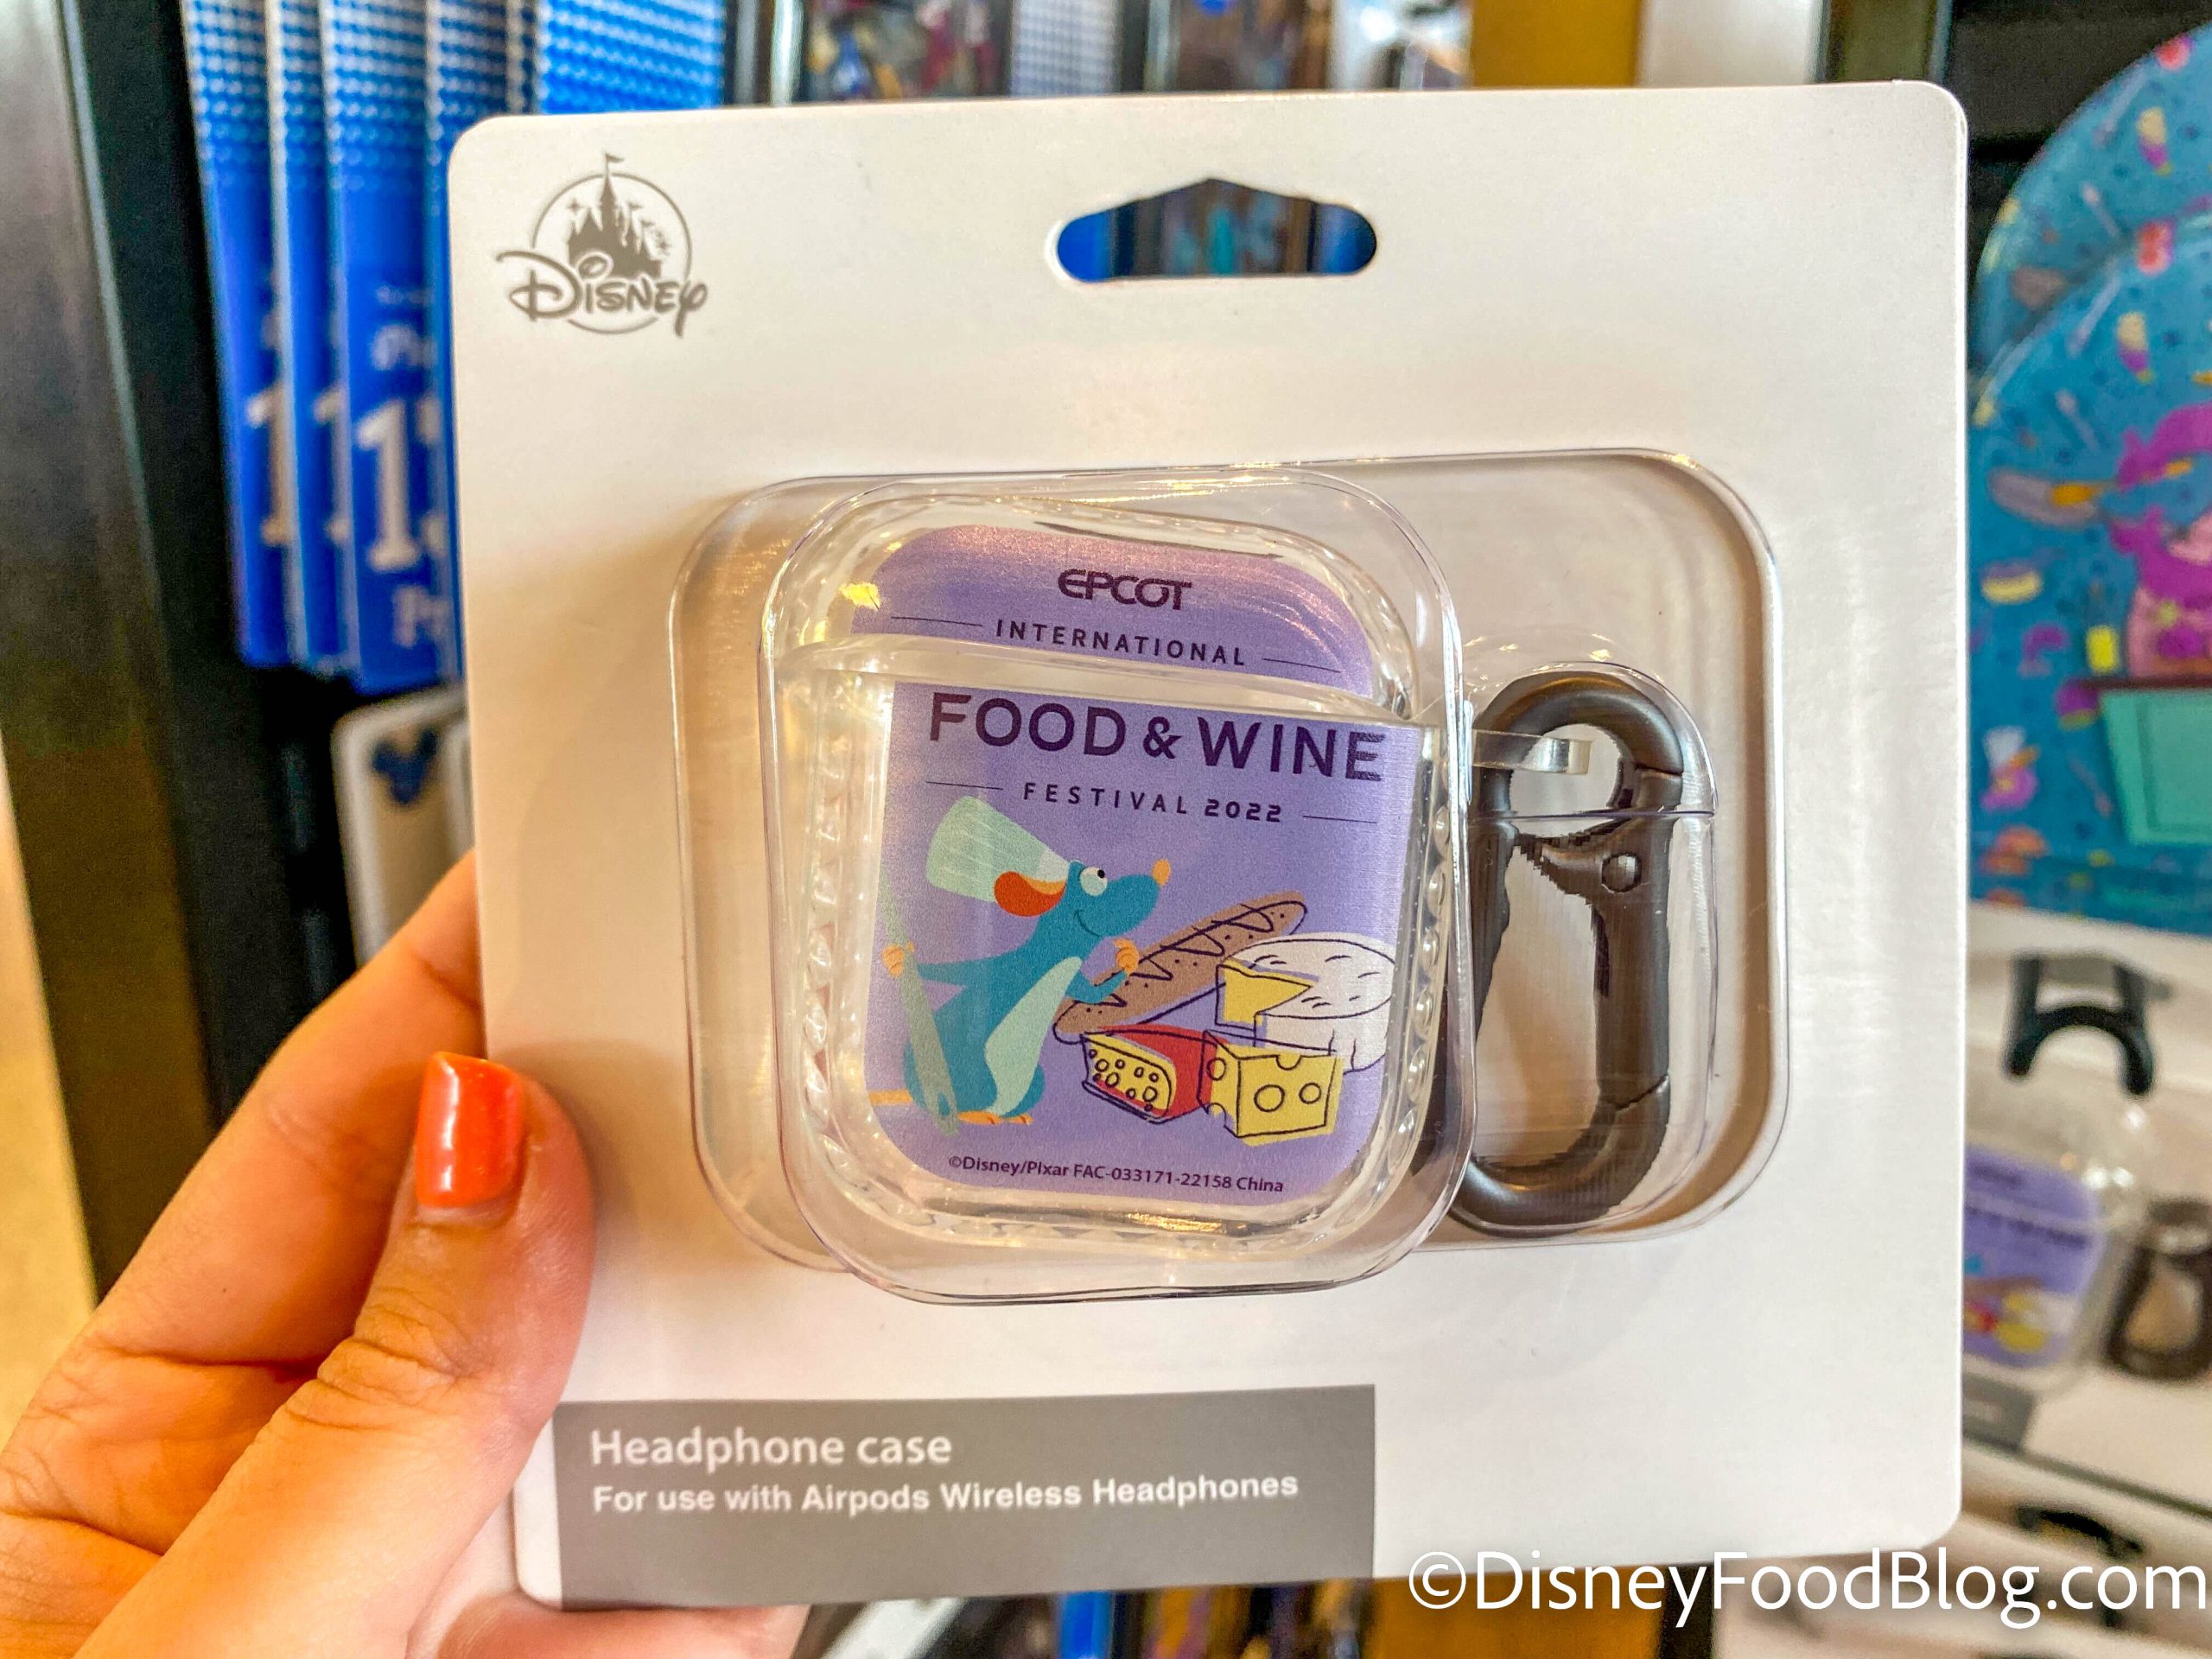 Disney
EPCOT
INTERNATIONAL
FOOD & WINE
FESTIVAL 2022
©Disney/Pixar FAC-033171-22158 China
Headphone case
For use with Airpods Wireless Headphones
©DisneyFoodBlog.com